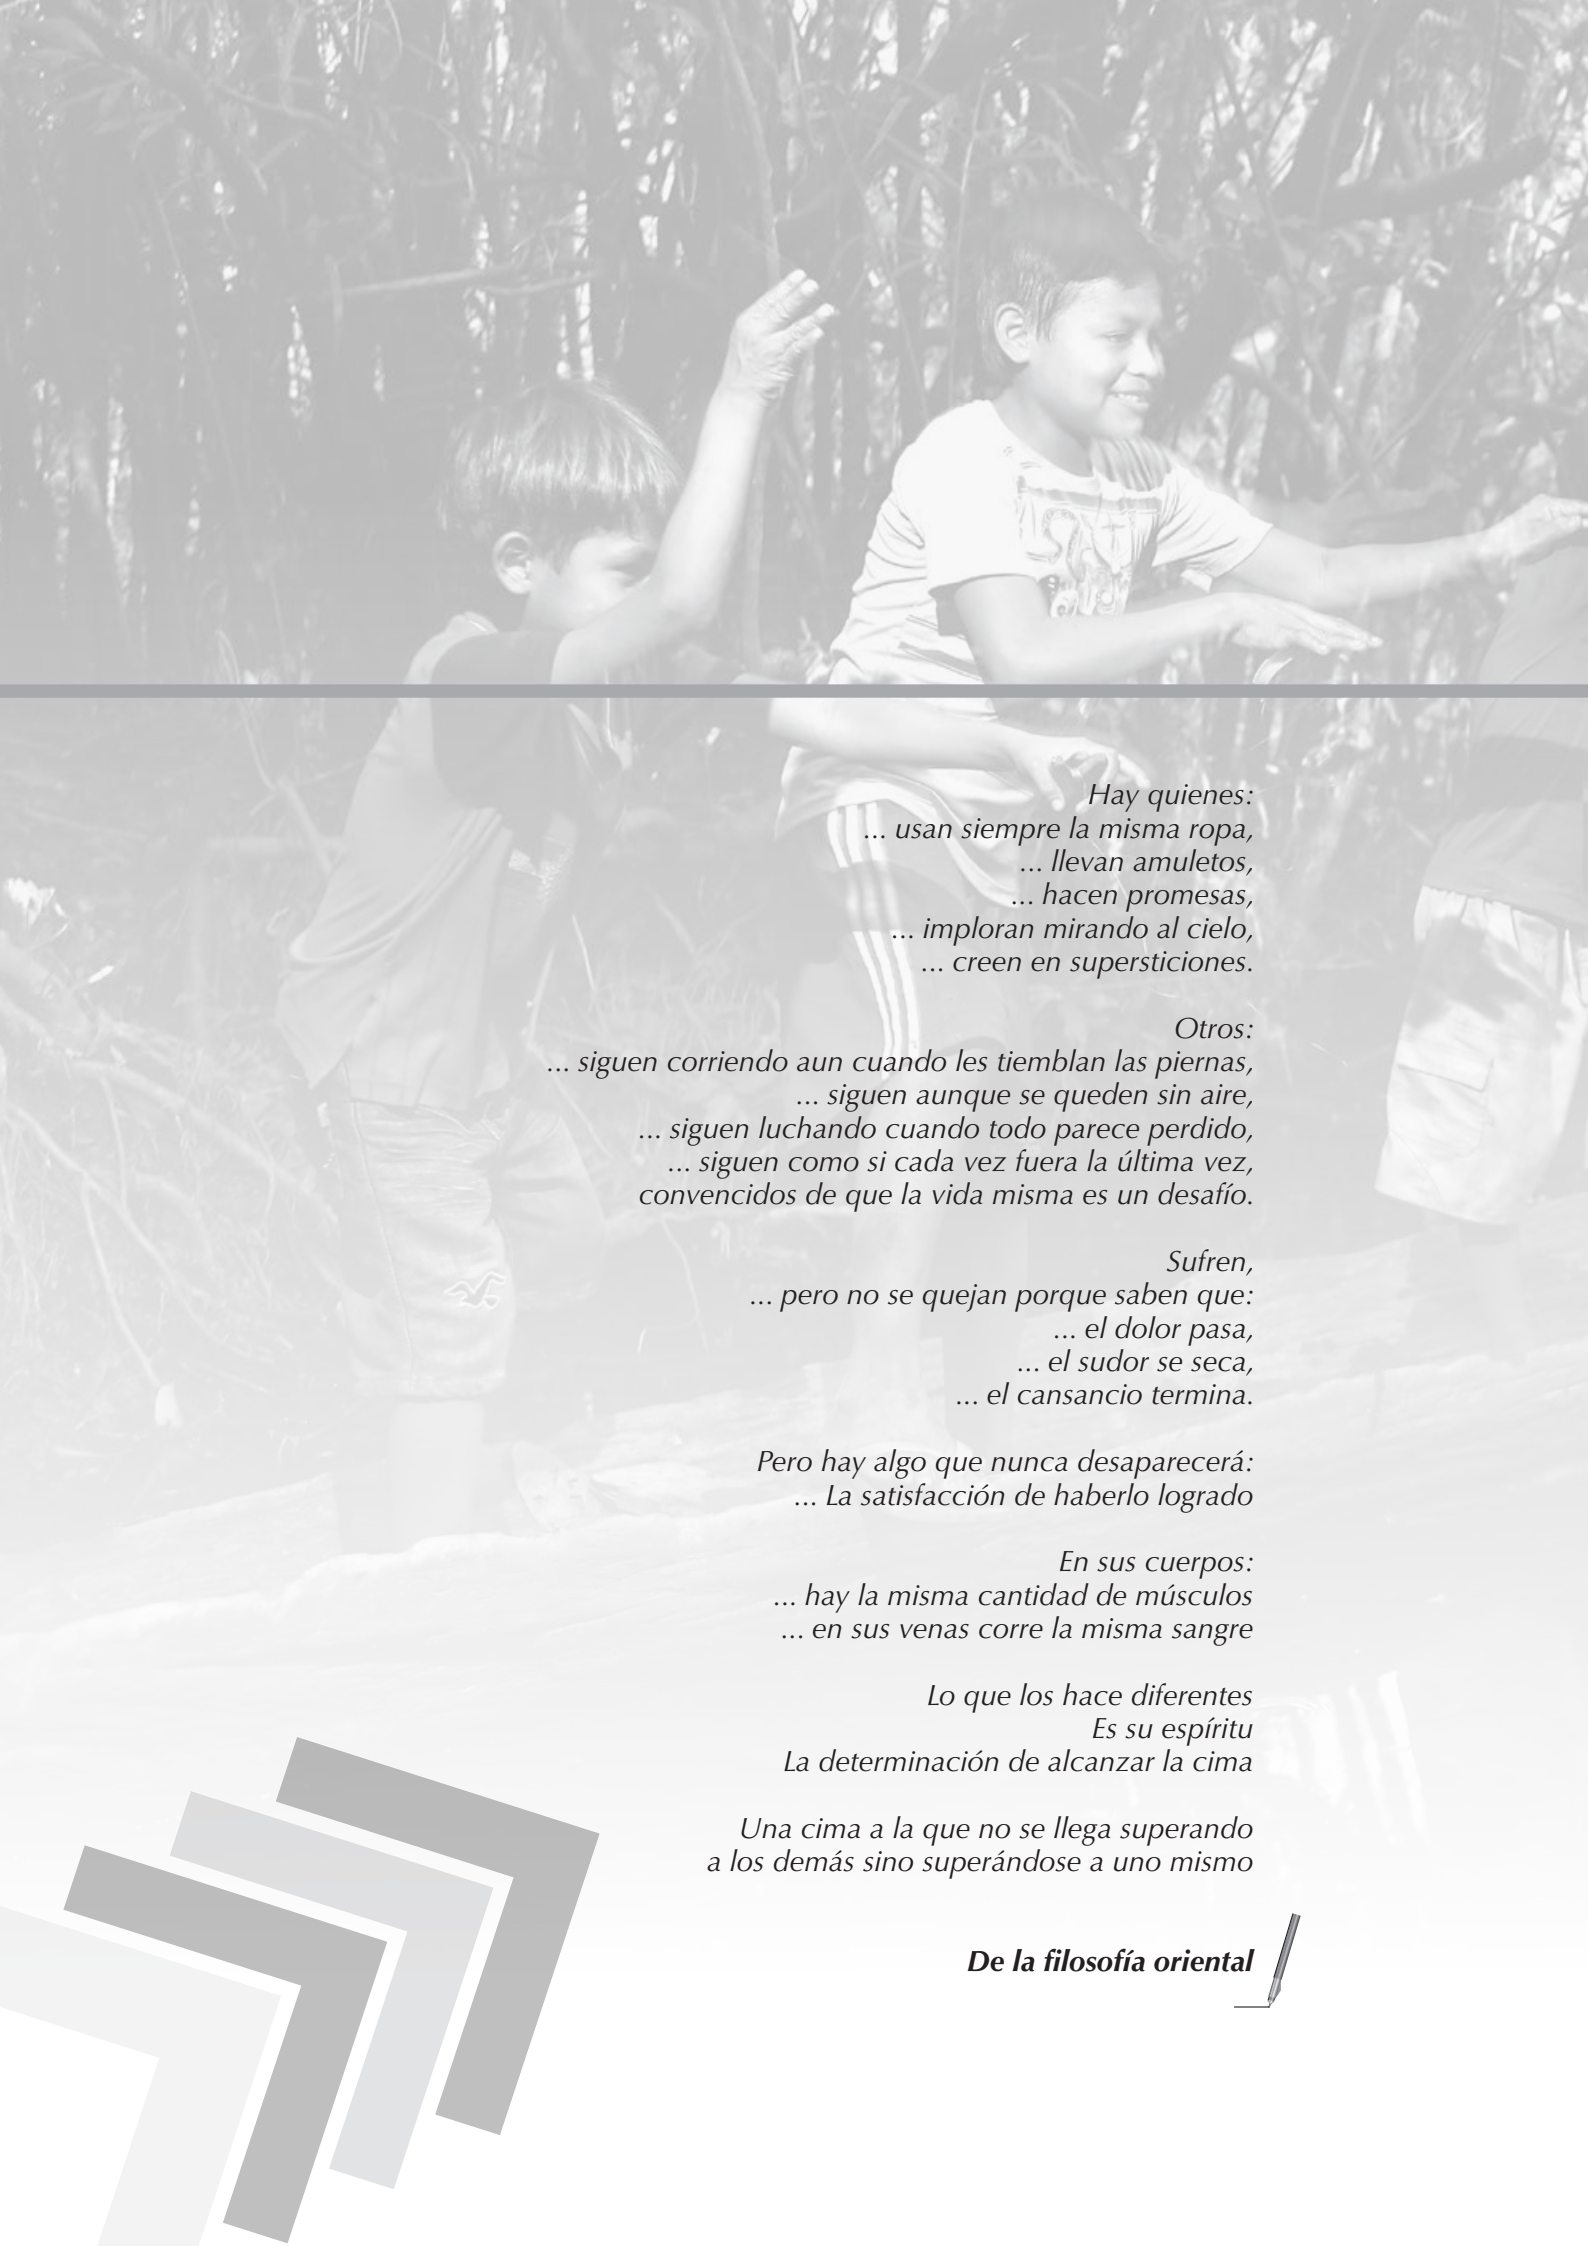 Hay quienes:
... usan siempre la misma ropa,
... llevan amuletos,
... hacen promesas,
... imploran mirando al cielo,
... creen en supersticiones.
Otros:
... siguen corriendo aun cuando les tiemblan las piernas,
... siguen aunque se queden sin aire,
... siguen luchando cuando todo parece perdido,
... siguen como si cada vez fuera la última vez,
convencidos de que la vida misma es un desafío.
Sufren,
... pero no se quejan porque saben que:
... el dolor pasa,
... el sudor se seca,
... el cansancio termina.
Pero hay algo que nunca desaparecerá:
... La satisfacción de haberlo logrado
En sus cuerpos:
... hay la misma cantidad de músculos
... en sus venas corre la misma sangre
Lo que los hace diferentes
Es su espíritu
La determinación de alcanzar la cima
Una cima a la que no se llega superando
a los demás sino superándose a uno mismo
De la filosofía oriental